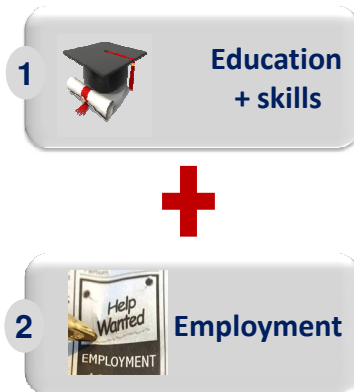 1
Education
+ skills
Help
Wanted
EMPLOYMENT
2
Employment